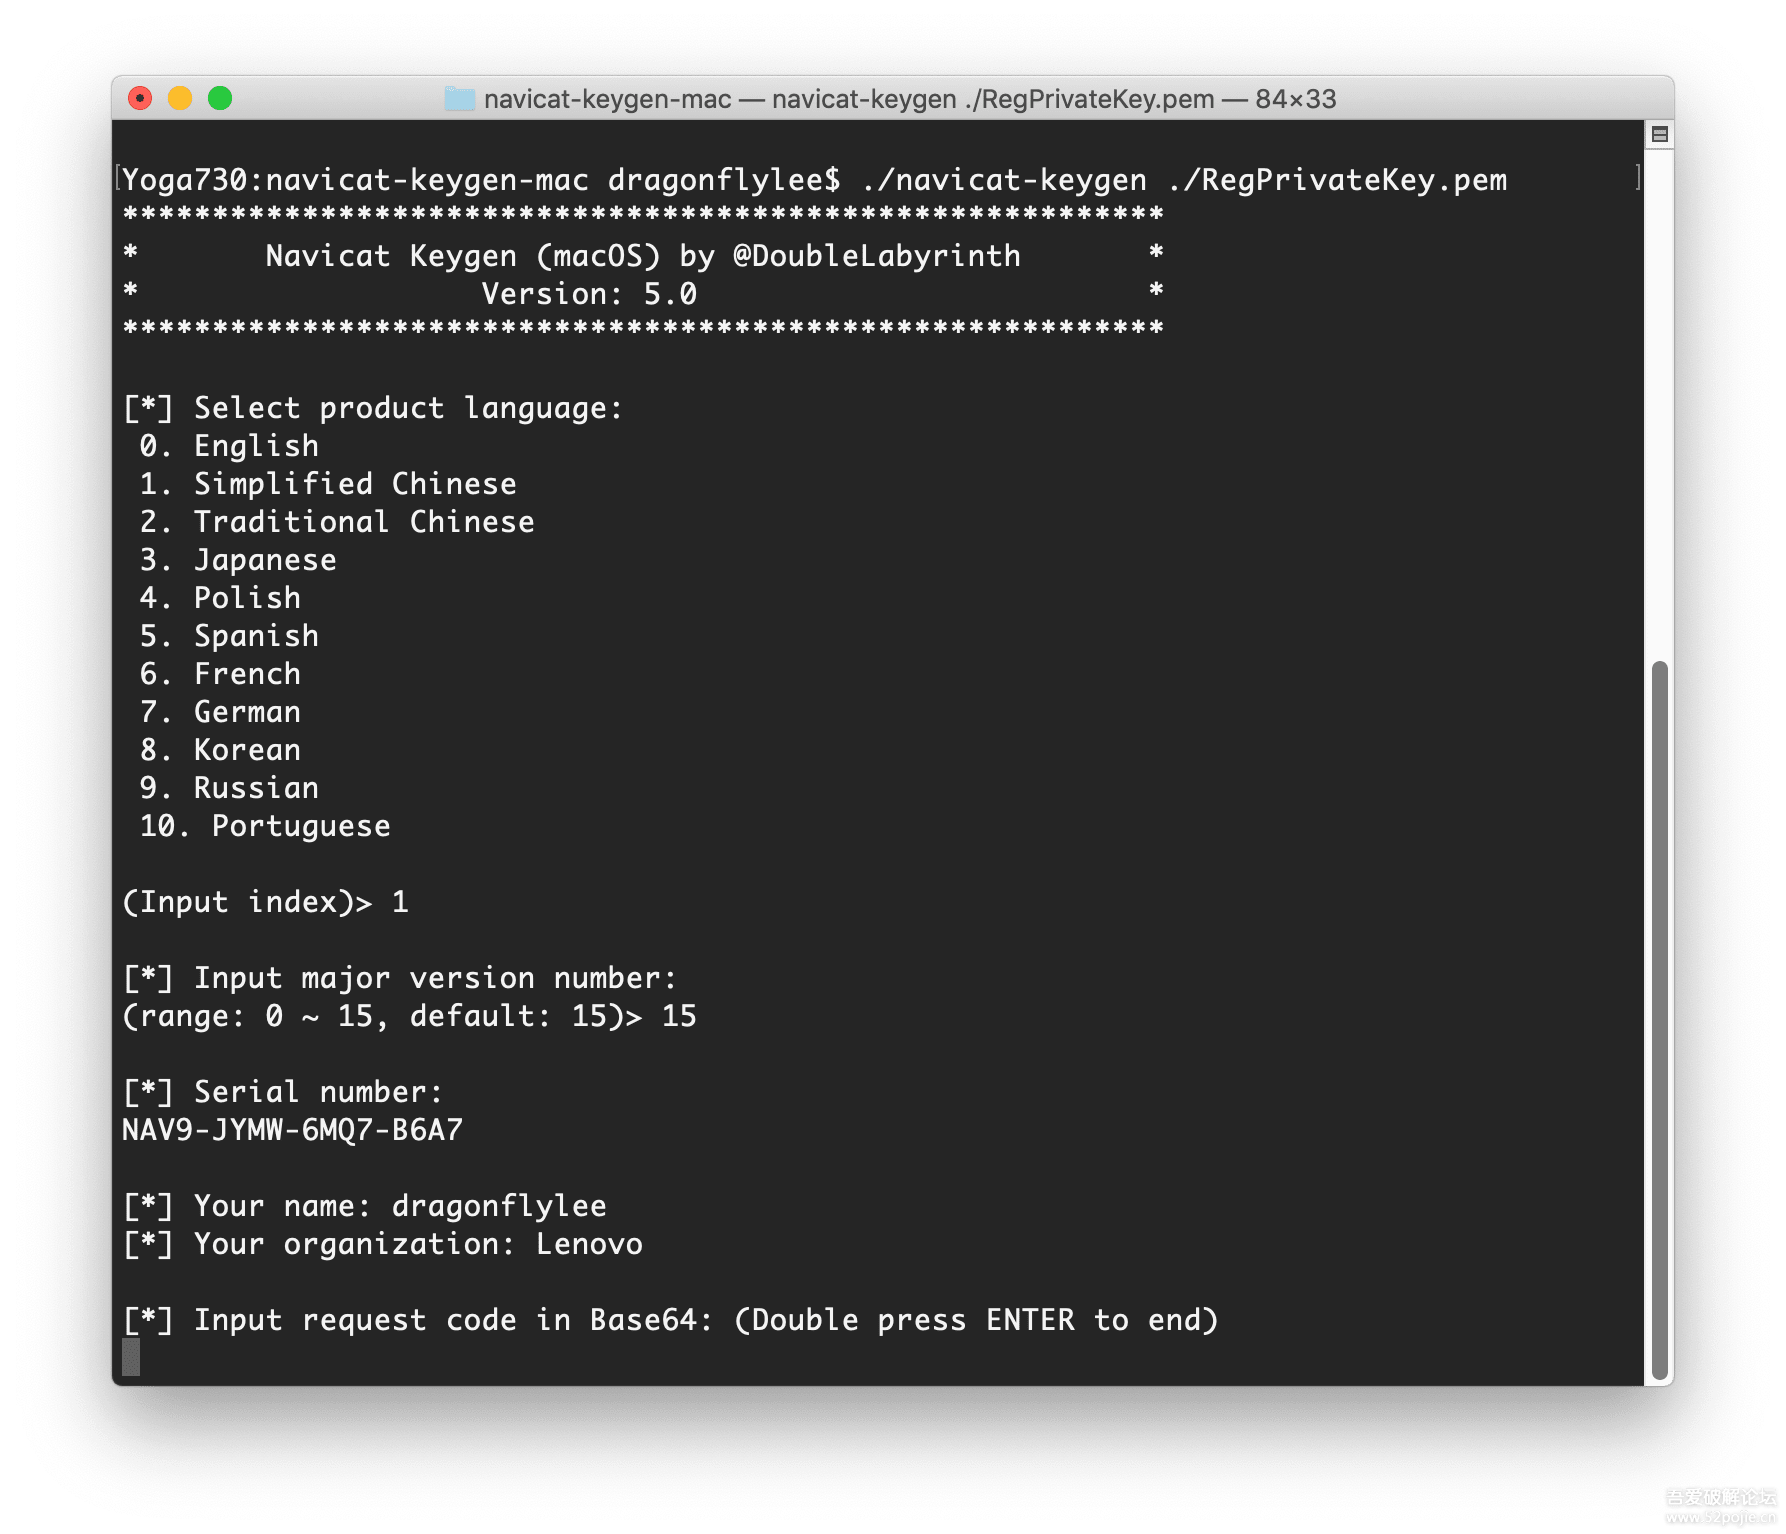 navicat-keygen-mac — navicat-keygen ./RegPrivateKey.pem — 84×33
[Yoga730:navicat-keygen-mac dragonflylee$ ./navicat-keygen ./RegPrivateKey.pem ]
**********************************************************
*       Navicat Keygen (macOS) by @DoubleLabyrinth       *
*                   Version: 5.0                         *
**********************************************************
[*] Select product language:
0. English
1. Simplified Chinese
2. Traditional Chinese
3. Japanese
4. Polish
5. Spanish
6. French
7. German
8. Korean
9. Russian
10. Portuguese
(Input index)> 1
[*] Input major version number:
(range: 0 ~ 15, default: 15)> 15
[*] Serial number:
NAV9-JYMW-6MQ7-B6A7
[*] Your name: dragonflylee
[*] Your organization: Lenovo
[*] Input request code in Base64: (Double press ENTER to end)
吾爱破解论坛
www.52pojie.cn